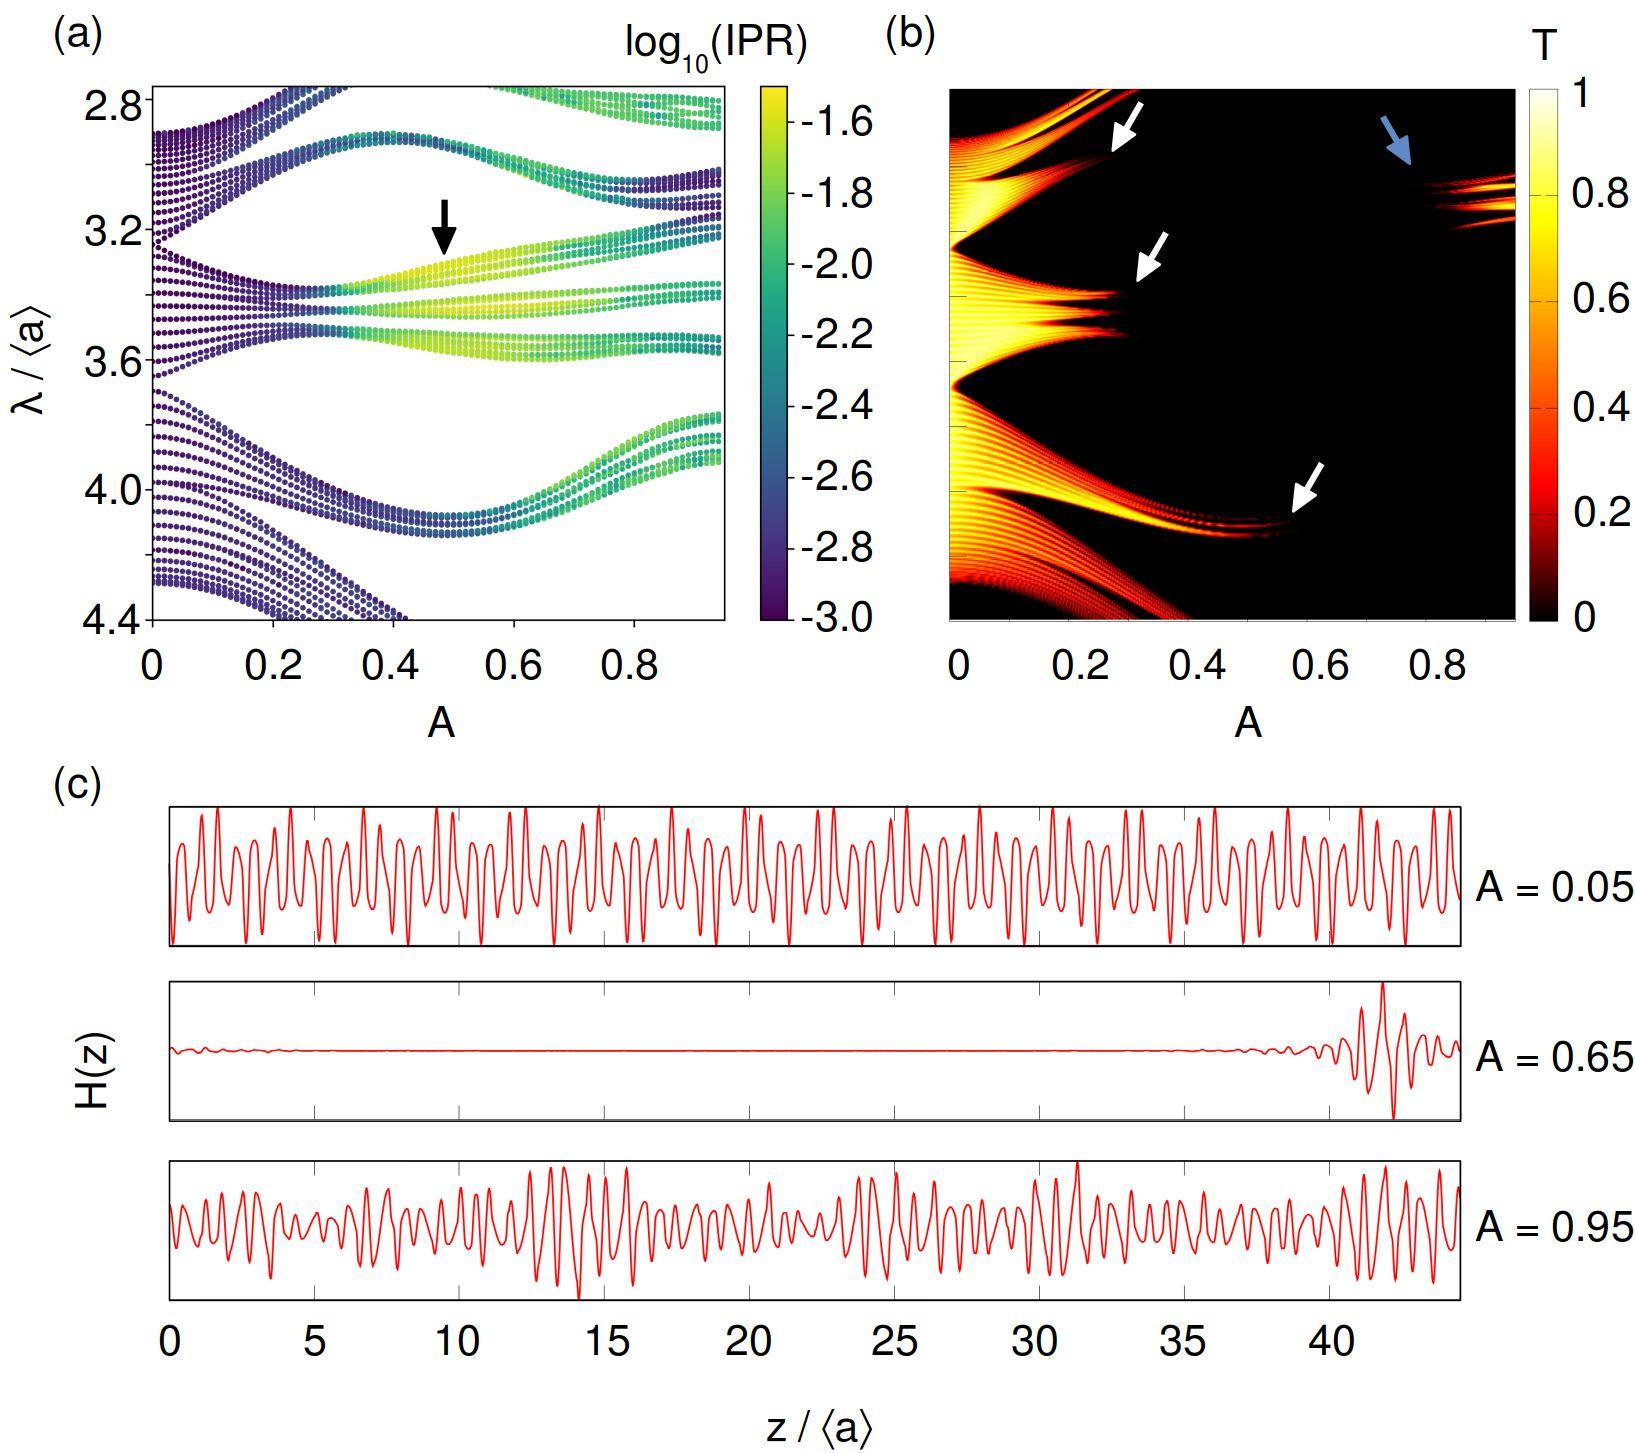 (a)
log10(IPR)
2.8
3.2
3.6
4.0
4.4
λ / ⟨a⟩
0 0.2 0.4 0.6 0.8
A
-1.6
-1.8
-2.0
-2.2
-2.4
-2.6
-2.8
-3.0
(b)
T
0 0.2 0.4 0.6 0.8
A
1
0.8
0.6
0.4
0.2
0
(c)
H(z)
A = 0.05
A = 0.65
A = 0.95
0 5 10 15 20 25 30 35 40
z / ⟨a⟩